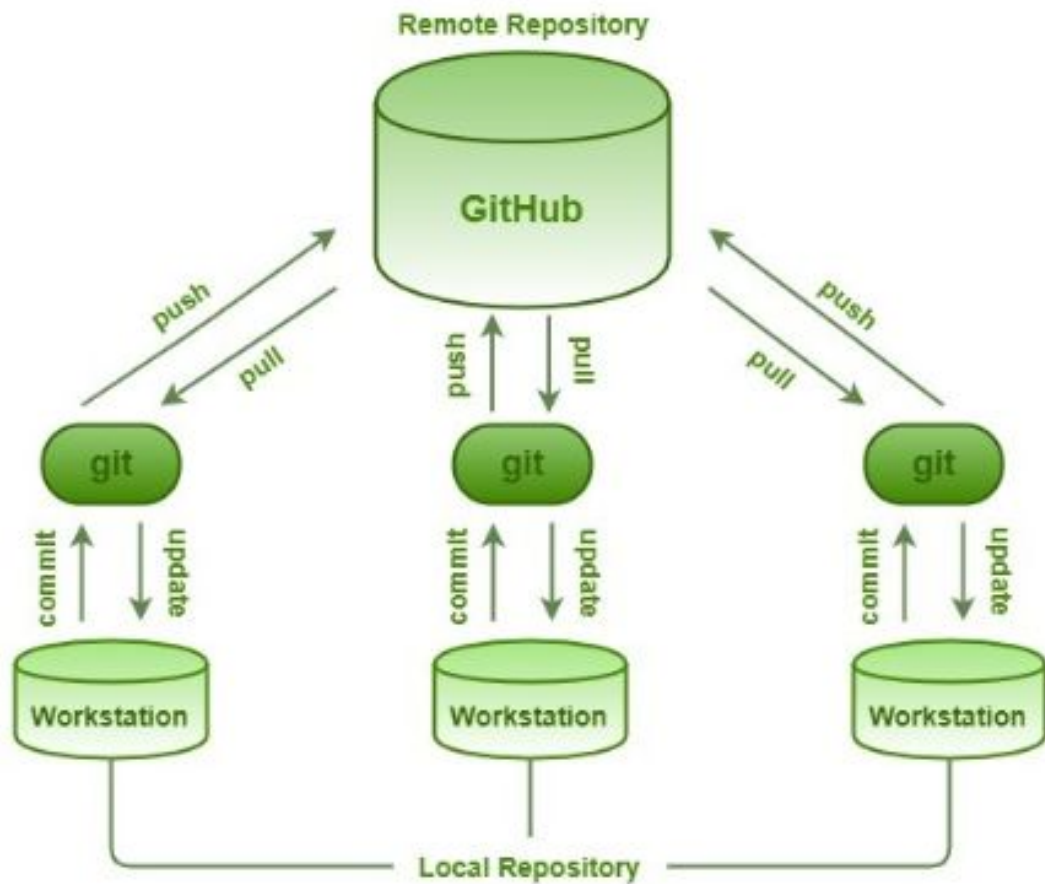 Remote Repository
GitHub
push
pull
push
pull
push
pull
git
git
git
commit
update
commit
update
commit
update
Workstation
Workstation
Workstation
Local Repository